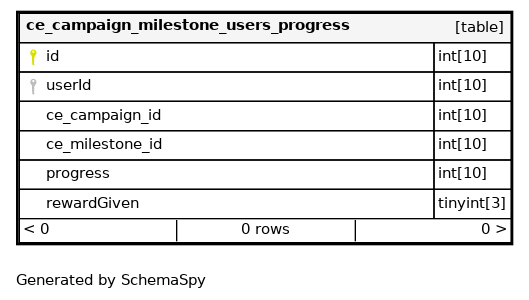 ce_campaign_milestone_users_progress [table]
id int[10]
userId int[10]
ce_campaign_id int[10]
ce_milestone_id int[10]
progress int[10]
rewardGiven tinyint[3]
< 0 0 rows 0 >
Generated by SchemaSpy